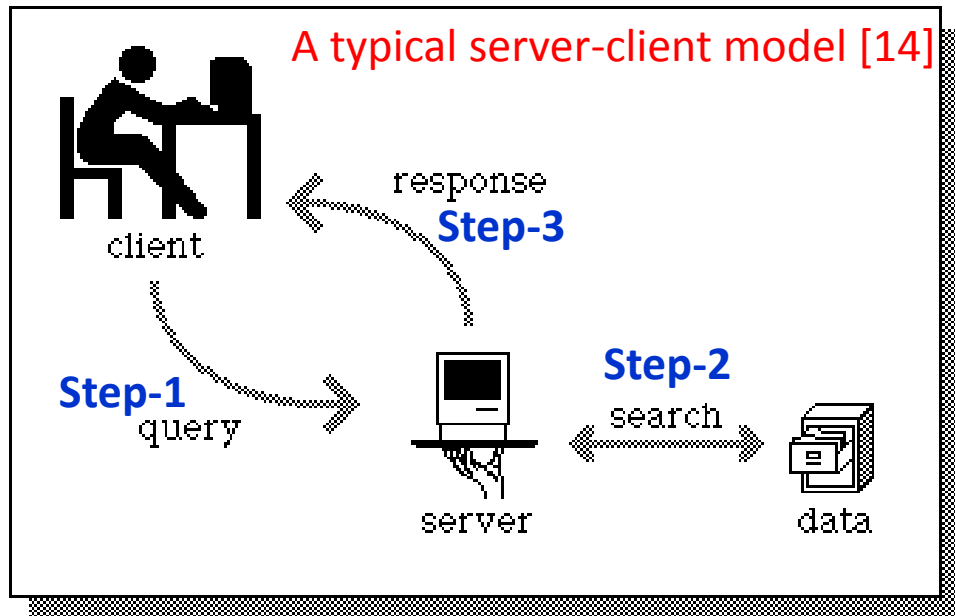 A typical server-client model [14]
response
Step-3
client
Step-1
query
Step-2
search
server
data